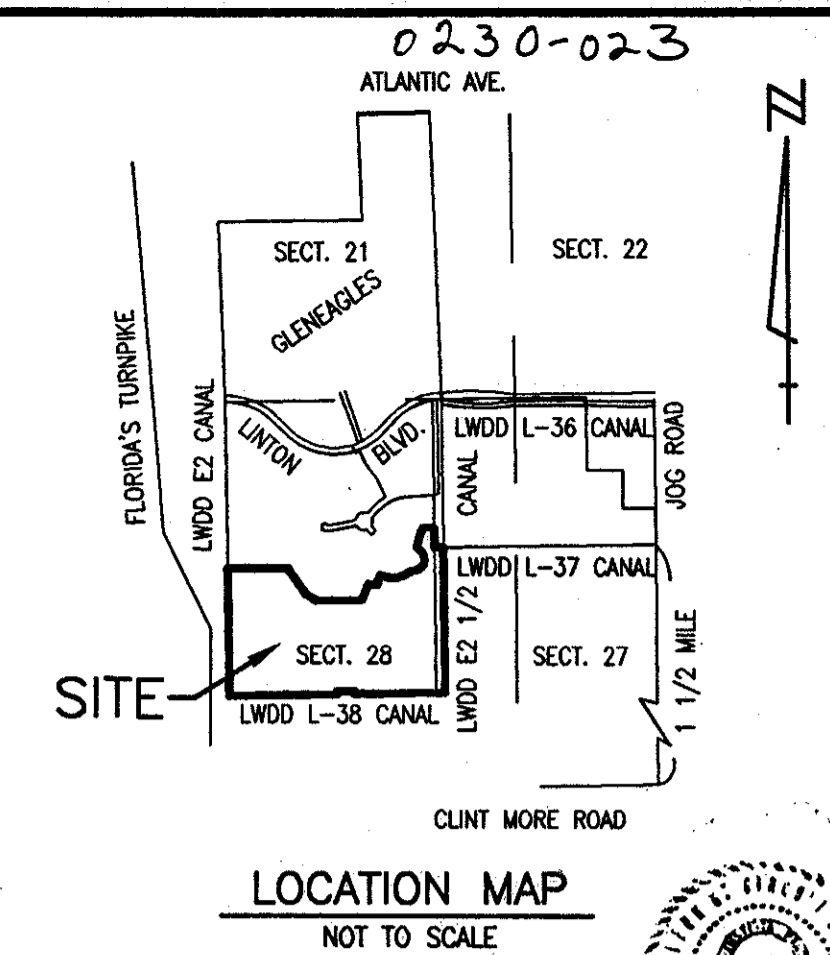 0230-023
ATLANTIC AVE.
N
SECT. 21
SECT. 22
GLENEAGLES
FLORIDA'S TURNPIKE
LWDD E2 CANAL
LINTON BLVD.
LWDD L-36 CANAL
CANAL
JOG ROAD
LWDD L-37 CANAL
LWDD E2 1/2
SECT. 28
SECT. 27
1 1/2 MILE
SITE
LWDD L-38 CANAL
CLINT MORE ROAD
LOCATION MAP
NOT TO SCALE